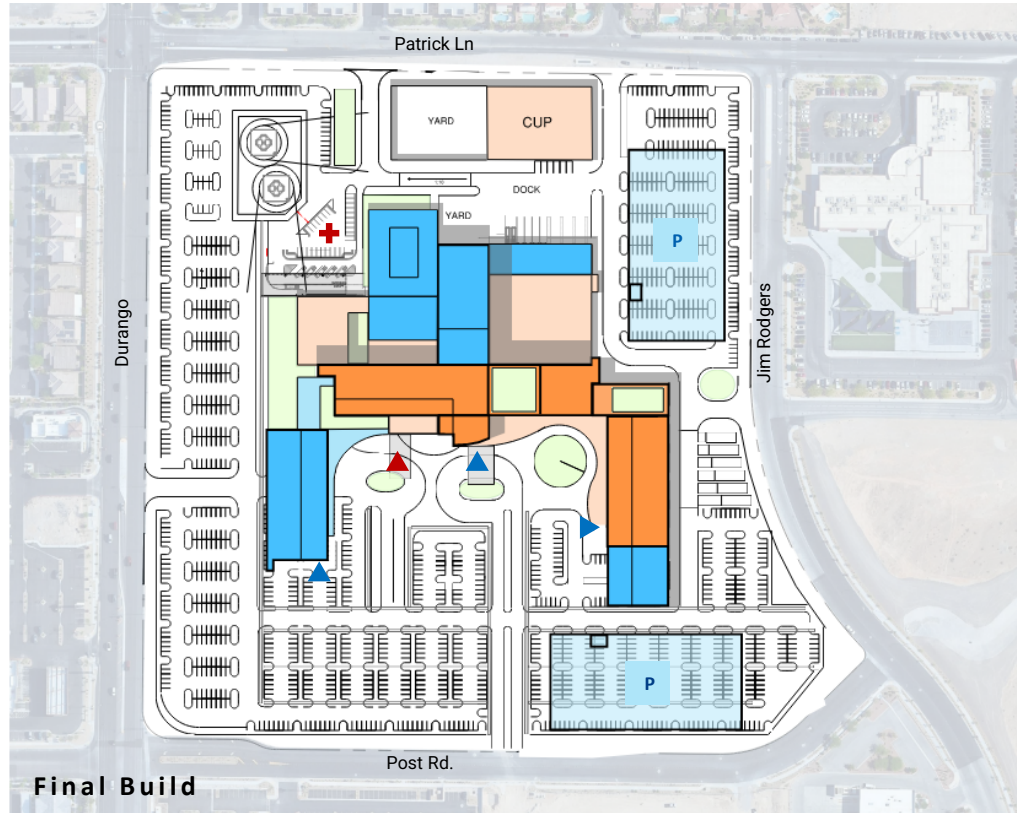 Patrick Ln
YARD
CUP
DOCK
YARD
P
Durango
Jim Rodgers
P
Post Rd.
Final Build